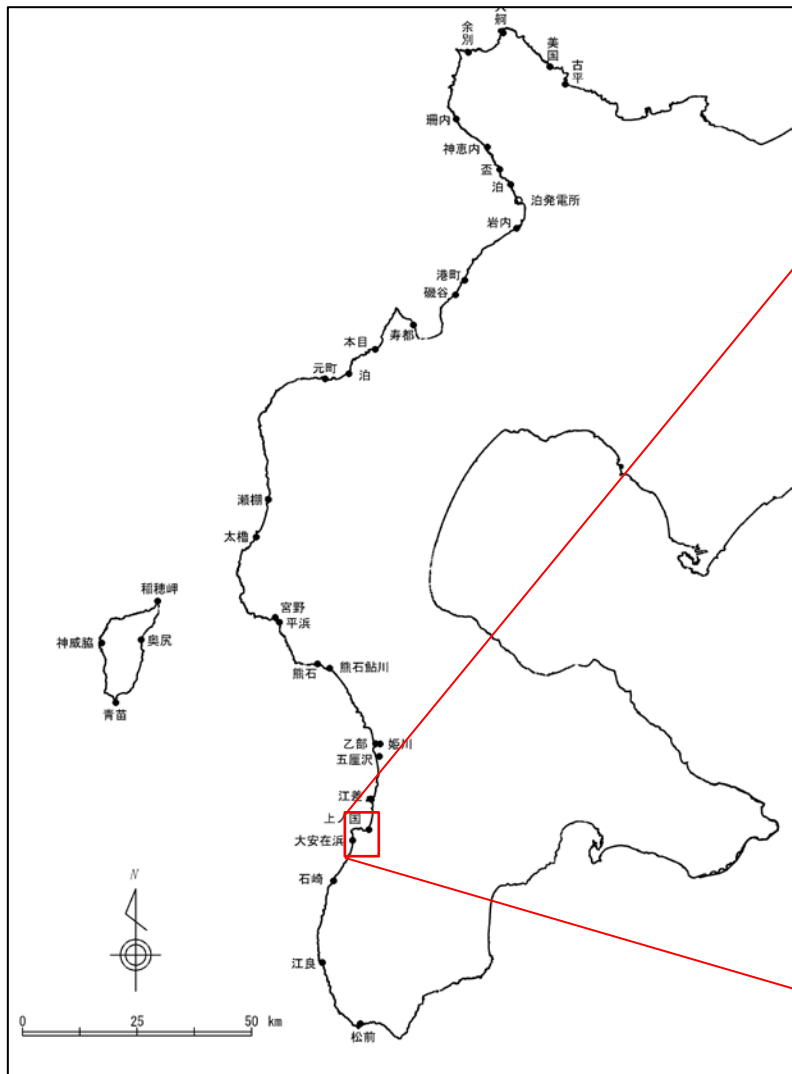 余別
舸
美国
古平
珊内
神恵内
盃
泊
泊発電所
岩内
港町
磯谷
寿都
本目
元町
泊
瀬棚
太櫓
稲穂岬
宮野
平浜
神威脇
奥尻
熊石
熊石鮎川
青苗
乙部
姫川
五厘沢
江差
上ノ国
大安在浜
石崎
N
江良
0 25 50 km
松前